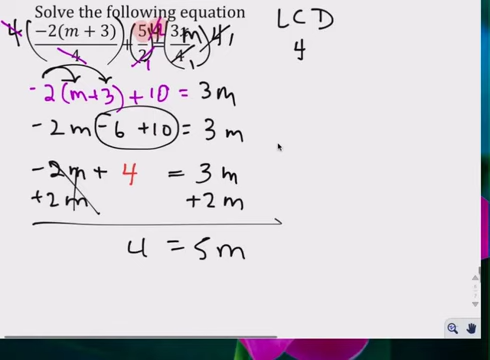 Solve the following equation
LCD
4
4(−2(m + 3)/4) + (5/2)4 = (3m/4)4
-2(m+3) + 10 = 3m
-2m - 6 + 10 = 3m
-2m + 4 = 3m
+2m +2m
4 = 5m